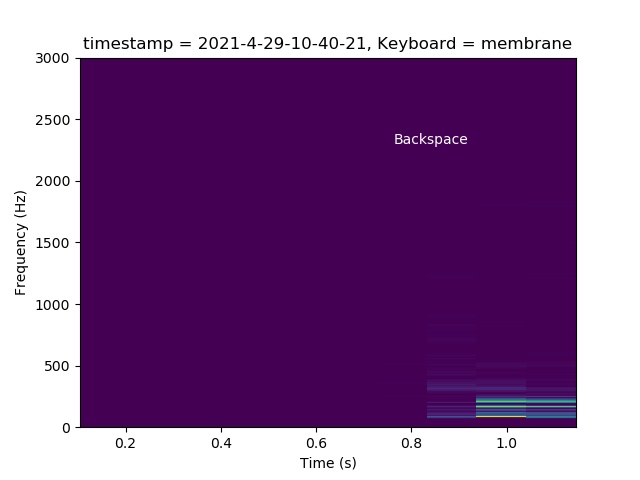 timestamp = 2021-4-29-10-40-21, Keyboard = membrane
3000
2500
2000
1500
1000
500
0
Frequency (Hz)
Backspace
0.2 0.4 0.6 0.8 1.0
Time (s)